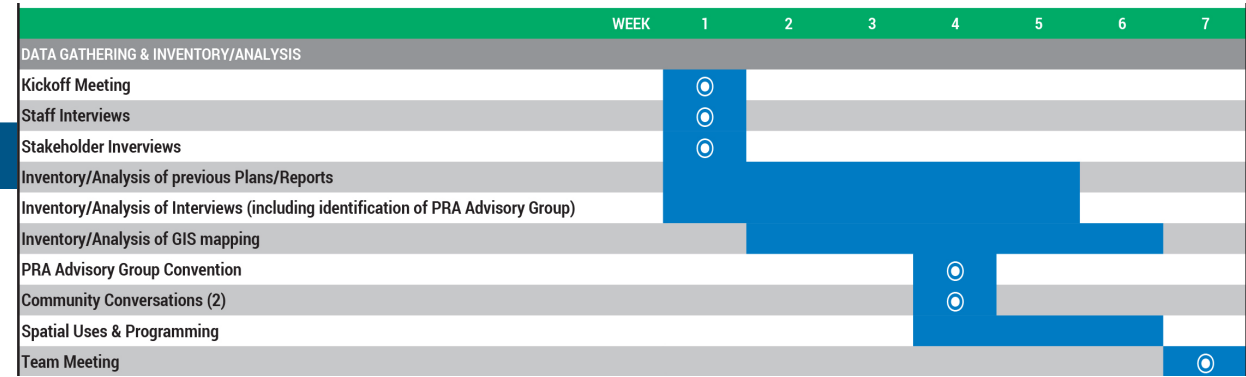 WEEK 1 2 3 4 5 6 7
DATA GATHERING & INVENTORY/ANALYSIS
Kickoff Meeting
Staff Interviews
Stakeholder Inverviews
Inventory/Analysis of previous Plans/Reports
Inventory/Analysis of Interviews (including identification of PRA Advisory Group)
Inventory/Analysis of GIS mapping
PRA Advisory Group Convention
Community Conversations (2)
Spatial Uses & Programming
Team Meeting